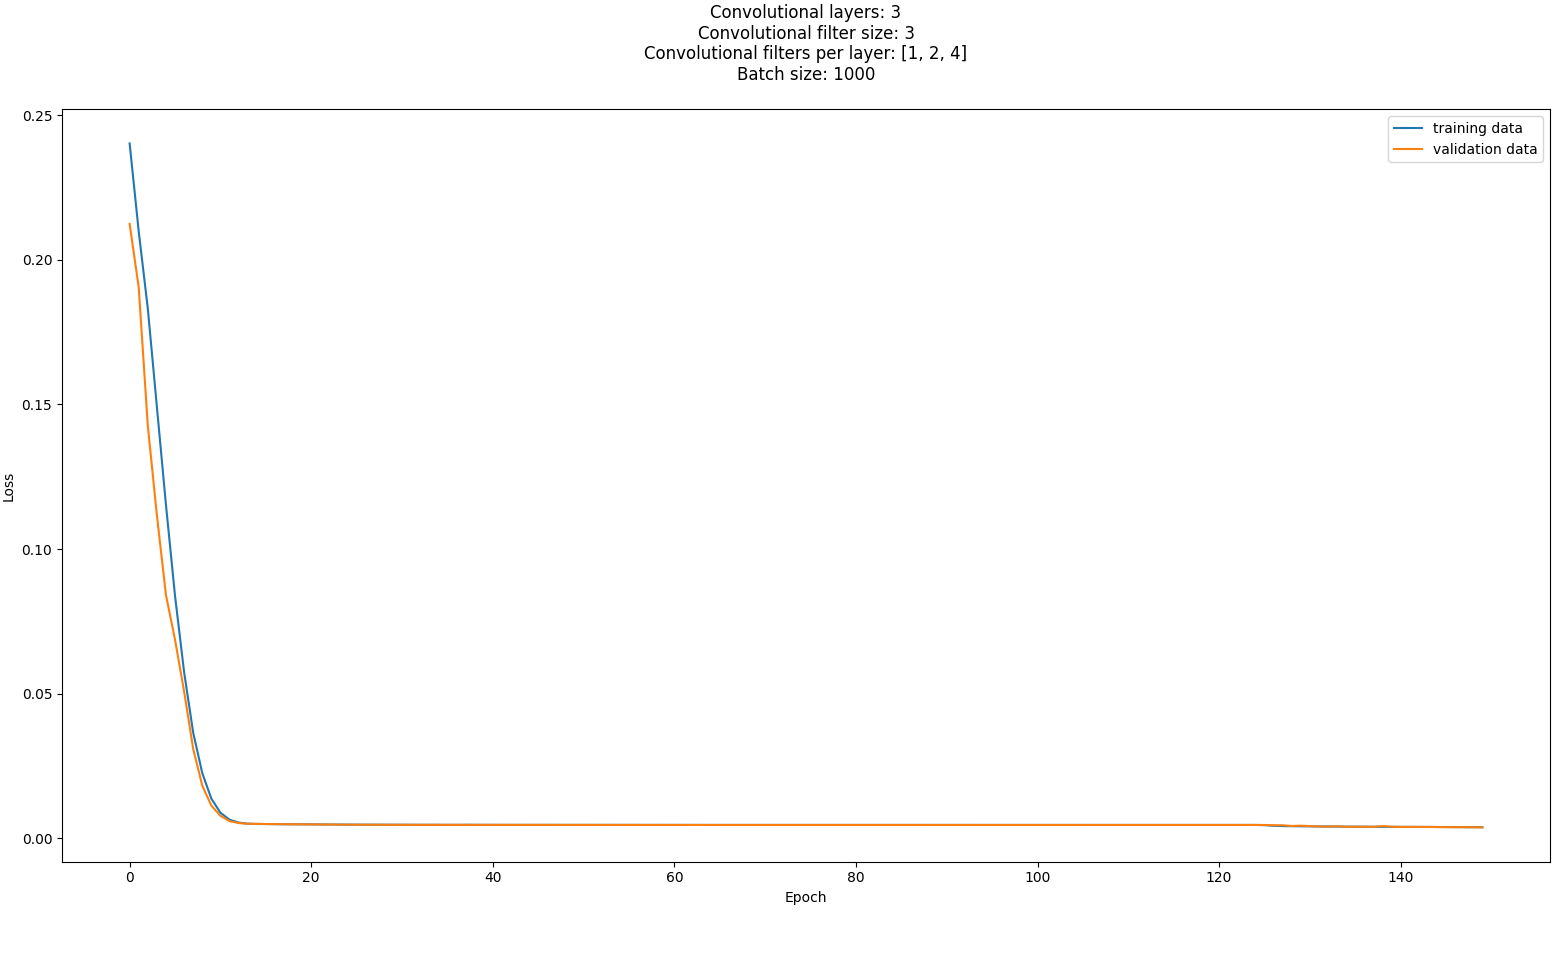 Convolutional layers: 3
Convolutional filter size: 3
Convolutional filters per layer: [1, 2, 4]
Batch size: 1000
training data
validation data
0.25
0.20
0.15
0.10
0.05
0.00
Loss
0 20 40 60 80 100 120 140
Epoch